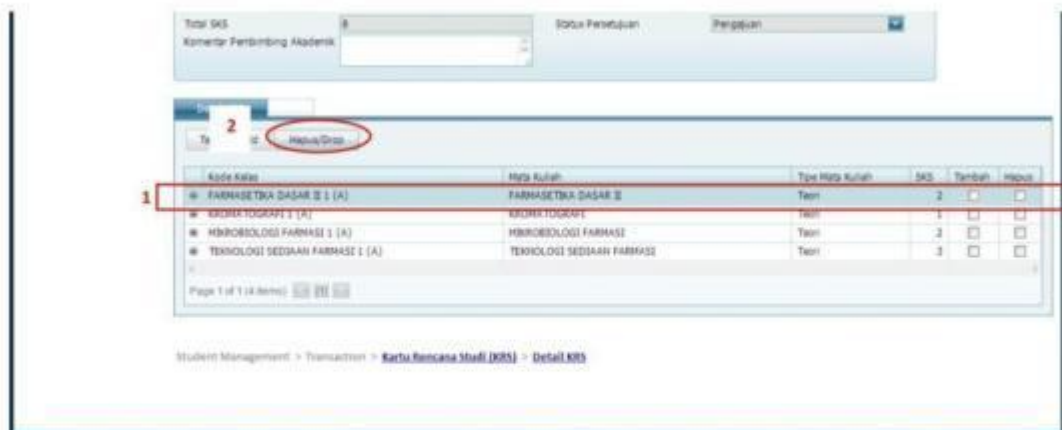 Total SKS 8 Status Persetujuan Pengajuan
Komentar Pembimbing Akademik
2
Hapus/Drop
Kode Kelas Mata Kuliah Tipe Mata Kuliah SKS Tambah Hapus
1 FARMASETIKA DASAR II 1 (A) FARMASETIKA DASAR II Teori 2
KROMATOGRAFI 1 (A) KROMATOGRAFI Teori 1
MIKROBIOLOGI FARMASI 1 (A) MIKROBIOLOGI FARMASI Teori 2
TEKNOLOGI SEDIAAN FARMASI 1 (A) TEKNOLOGI SEDIAAN FARMASI Teori 3
Page 1 of 1 (4 items) [1]
Student Management > Transaction > Kartu Rencana Studi (KRS) > Detail KRS